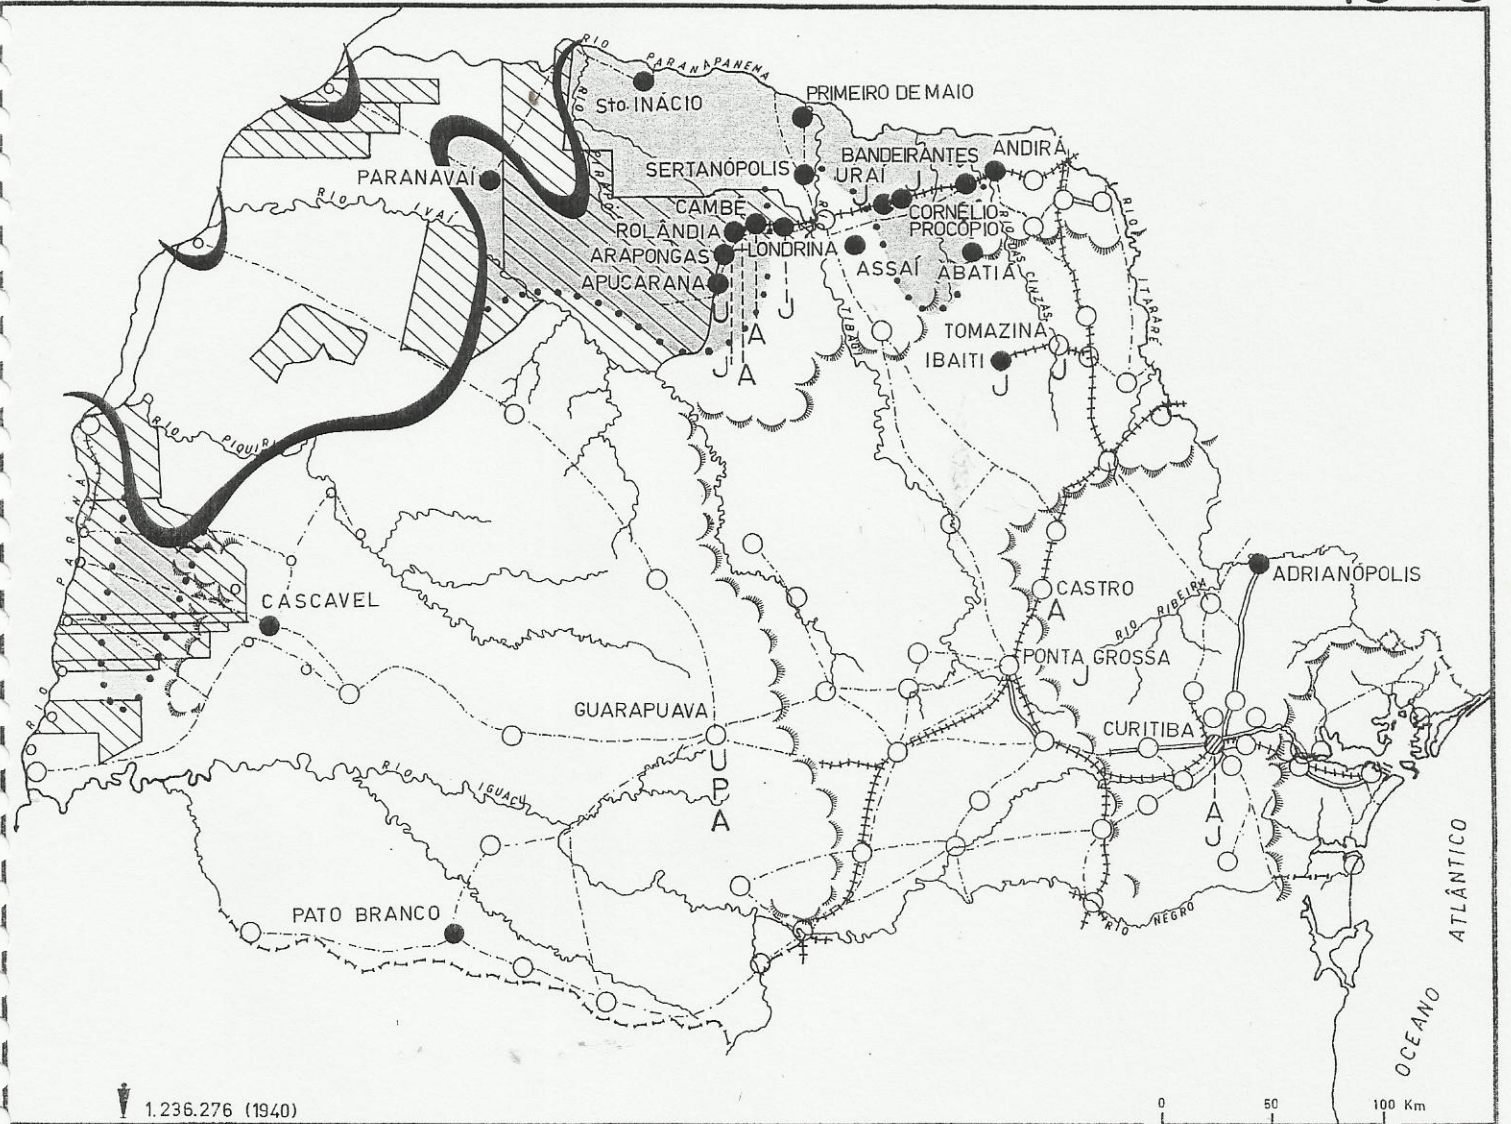 RIO PARANAPANEMA
Sto. INÁCIO
PRIMEIRO DE MAIO
RIO
BANDEIRANTES
ANDIRÁ
SERTANÓPOLIS
URAÍ
J
J
PARANAVAÍ
RIO IVAÍ
CAMBÉ
CORNÉLIO
PROCÓPIO
ROLÂNDIA
LONDRINA
ARAPONGAS
ASSAÍ
ABATIÁ
RIO DAS CINZAS
RIO ITARARÉ
APUCARANA
J
J
A
TIBAGI
TOMAZINA
IBAITI
J
A
J
J
RIO PIQUIRI
RIO PARANÁ
ADRIANÓPOLIS
CASTRO
A
RIO RIBEIRA
CASCAVEL
PONTA GROSSA
J
GUARAPUAVA
U
P
A
CURITIBA
A
J
RIO IGUAÇU
PATO BRANCO
RIO NEGRO
OCEANO ATLÂNTICO
1.236.276 (1940)
0 50 100 Km